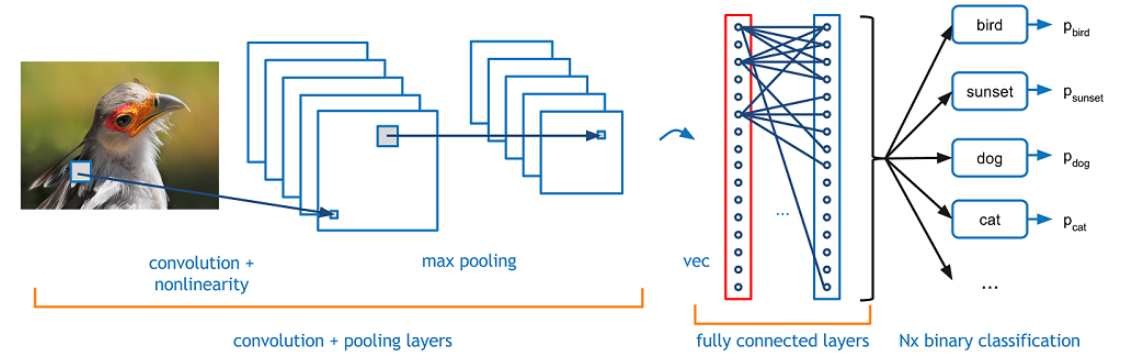 bird
p_bird
sunset
p_sunset
dog
p_dog
cat
p_cat
...
...
convolution +
nonlinearity
max pooling
vec
convolution + pooling layers
fully connected layers
Nx binary classification